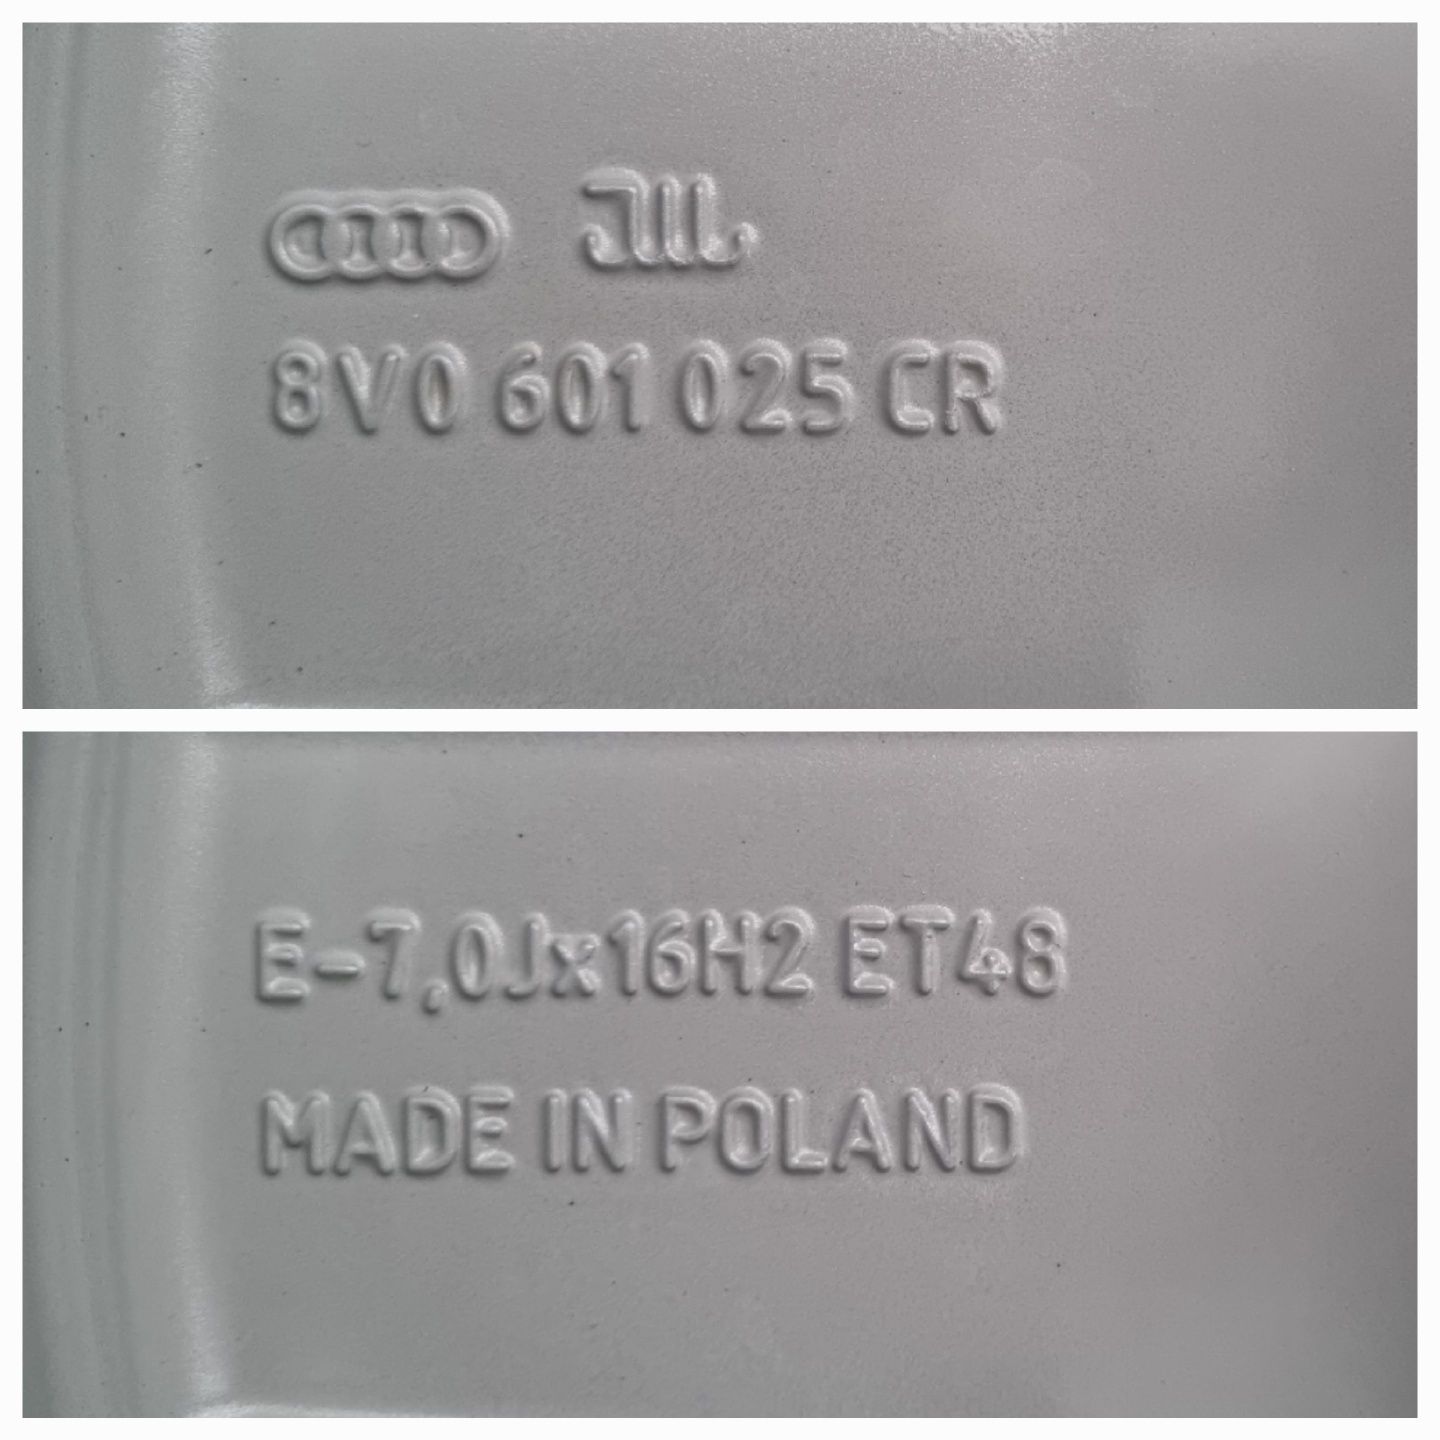 8V0 601 025 CR
E-7,0Jx16H2 ET48
MADE IN POLAND